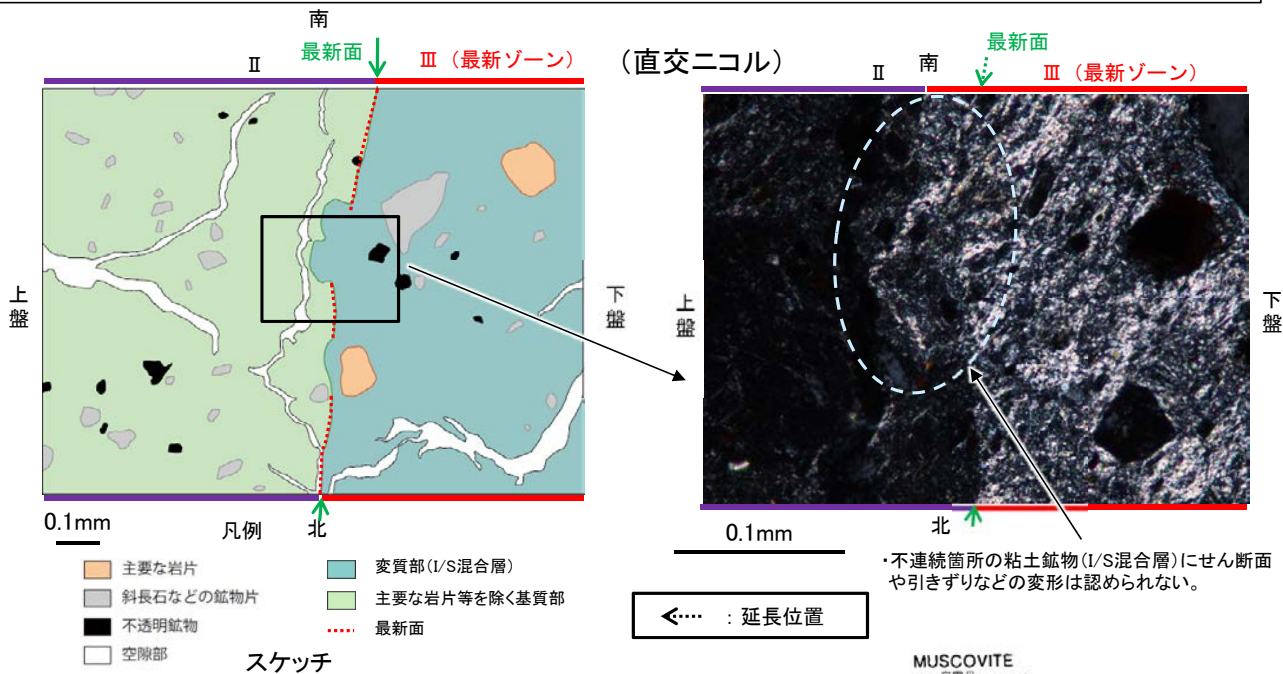 南
最新面
Ⅱ
Ⅲ（最新ゾーン）
上盤
下盤
北
0.1mm
凡例
主要な岩片
斜長石などの鉱物片
不透明鉱物
空隙部
変質部(I/S混合層)
主要な岩片等を除く基質部
最新面
スケッチ
（直交ニコル）
最新面
Ⅱ
南
Ⅲ（最新ゾーン）
上盤
下盤
北
0.1mm
・不連続箇所の粘土鉱物(I/S混合層)にせん断面
や引きずりなどの変形は認められない。
：延長位置
MUSCOVITE